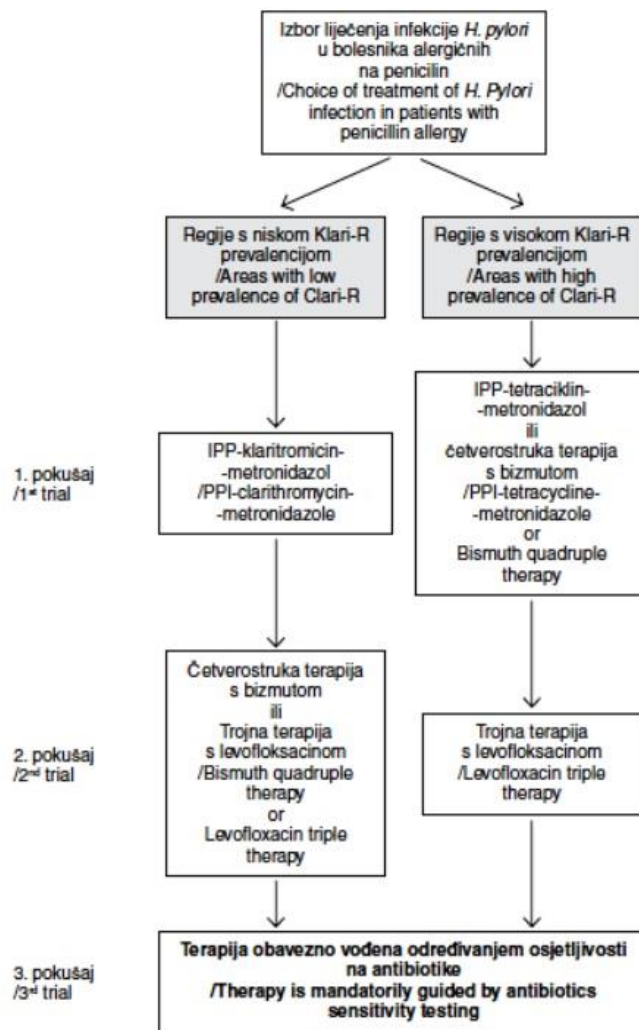 Izbor liječenja infekcije H. pylori
u bolesnika alergičnih
na penicilin
/Choice of treatment of H. Pylori
infection in patients with
penicillin allergy
Regije s niskom Klari-R
prevalencijom
/Areas with low
prevalence of Clari-R
Regije s visokom Klari-R
prevalencijom
/Areas with high
prevalence of Clari-R
1. pokušaj
/1st trial
IPP-klaritromicin-
-metronidazol
/PPI-clarithromycin-
-metronidazole
IPP-tetraciklin-
-metronidazol
ili
četverostruka terapija
s bizmutom
/PPI-tetracycline-
-metronidazole
or
Bismuth quadruple
therapy
2. pokušaj
/2nd trial
Četverostruka terapija
s bizmutom
ili
Trojna terapija
s levofloksacinom
/Bismuth quadruple
therapy
or
Levofloxacin triple
therapy
Trojna terapija
s levofloksacinom
/Levofloxacin triple
therapy
3. pokušaj
/3rd trial
Terapija obavezno vođena određivanjem osjetljivosti
na antibiotike
/Therapy is mandatorily guided by antibiotics
sensitivity testing